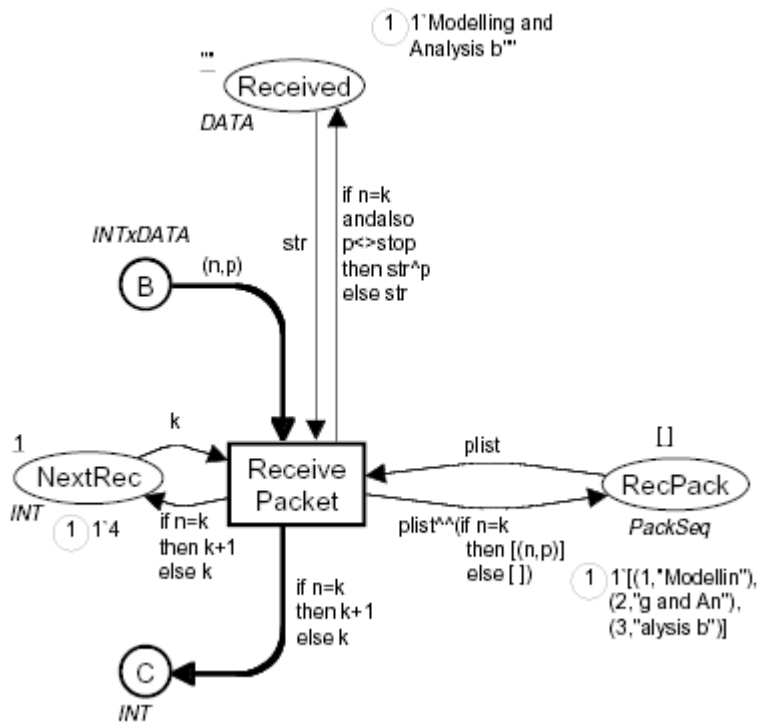 1 1`Modelling and
Analysis b""
""
Received
DATA
if n=k
andalso
p<>stop
then str^p
else str
str
INTxDATA
(n,p)
B
k
1
NextRec
INT
1 1`4
if n=k
then k+1
else k
Receive
Packet
plist
[ ]
RecPack
PackSeq
plist^^(if n=k
then [(n,p)]
else [ ])
1 1`[(1,"Modellin"),
(2,"g and An"),
(3,"alysis b")]
if n=k
then k+1
else k
C
INT